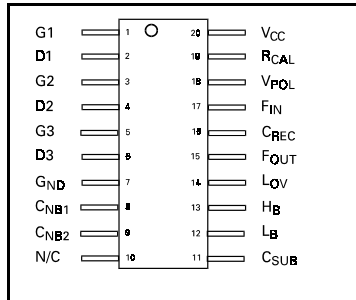 G1 1 20 VCC
D1 2 19 RCAL
G2 3 18 VPOL
D2 4 17 FIN
G3 5 16 CREC
D3 6 15 FOUT
GND 7 14 LOV
CNB1 8 13 HB
CNB2 9 12 LB
N/C 10 11 CSUB